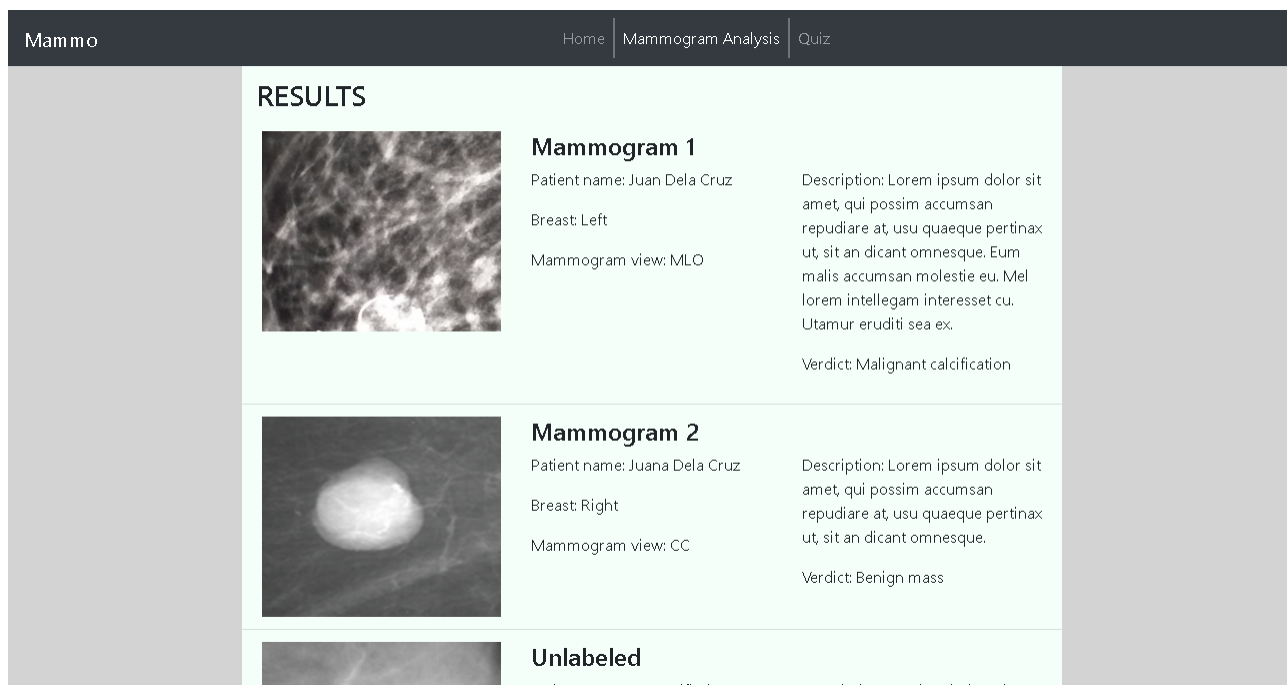 Mammo
Home
Mammogram Analysis
Quiz
RESULTS
Mammogram 1
Patient name: Juan Dela Cruz
Breast: Left
Mammogram view: MLO
Description: Lorem ipsum dolor sit
amet, qui possim accumsan
repudiare at, usu quaeque pertinax
ut, sit an dicant omnesque. Eum
malis accumsan molestie eu. Mel
lorem intellegam interesset cu.
Utamur eruditi sea ex.
Verdict: Malignant calcification
Mammogram 2
Patient name: Juana Dela Cruz
Breast: Right
Mammogram view: CC
Description: Lorem ipsum dolor sit
amet, qui possim accumsan
repudiare at, usu quaeque pertinax
ut, sit an dicant omnesque.
Verdict: Benign mass
Unlabeled